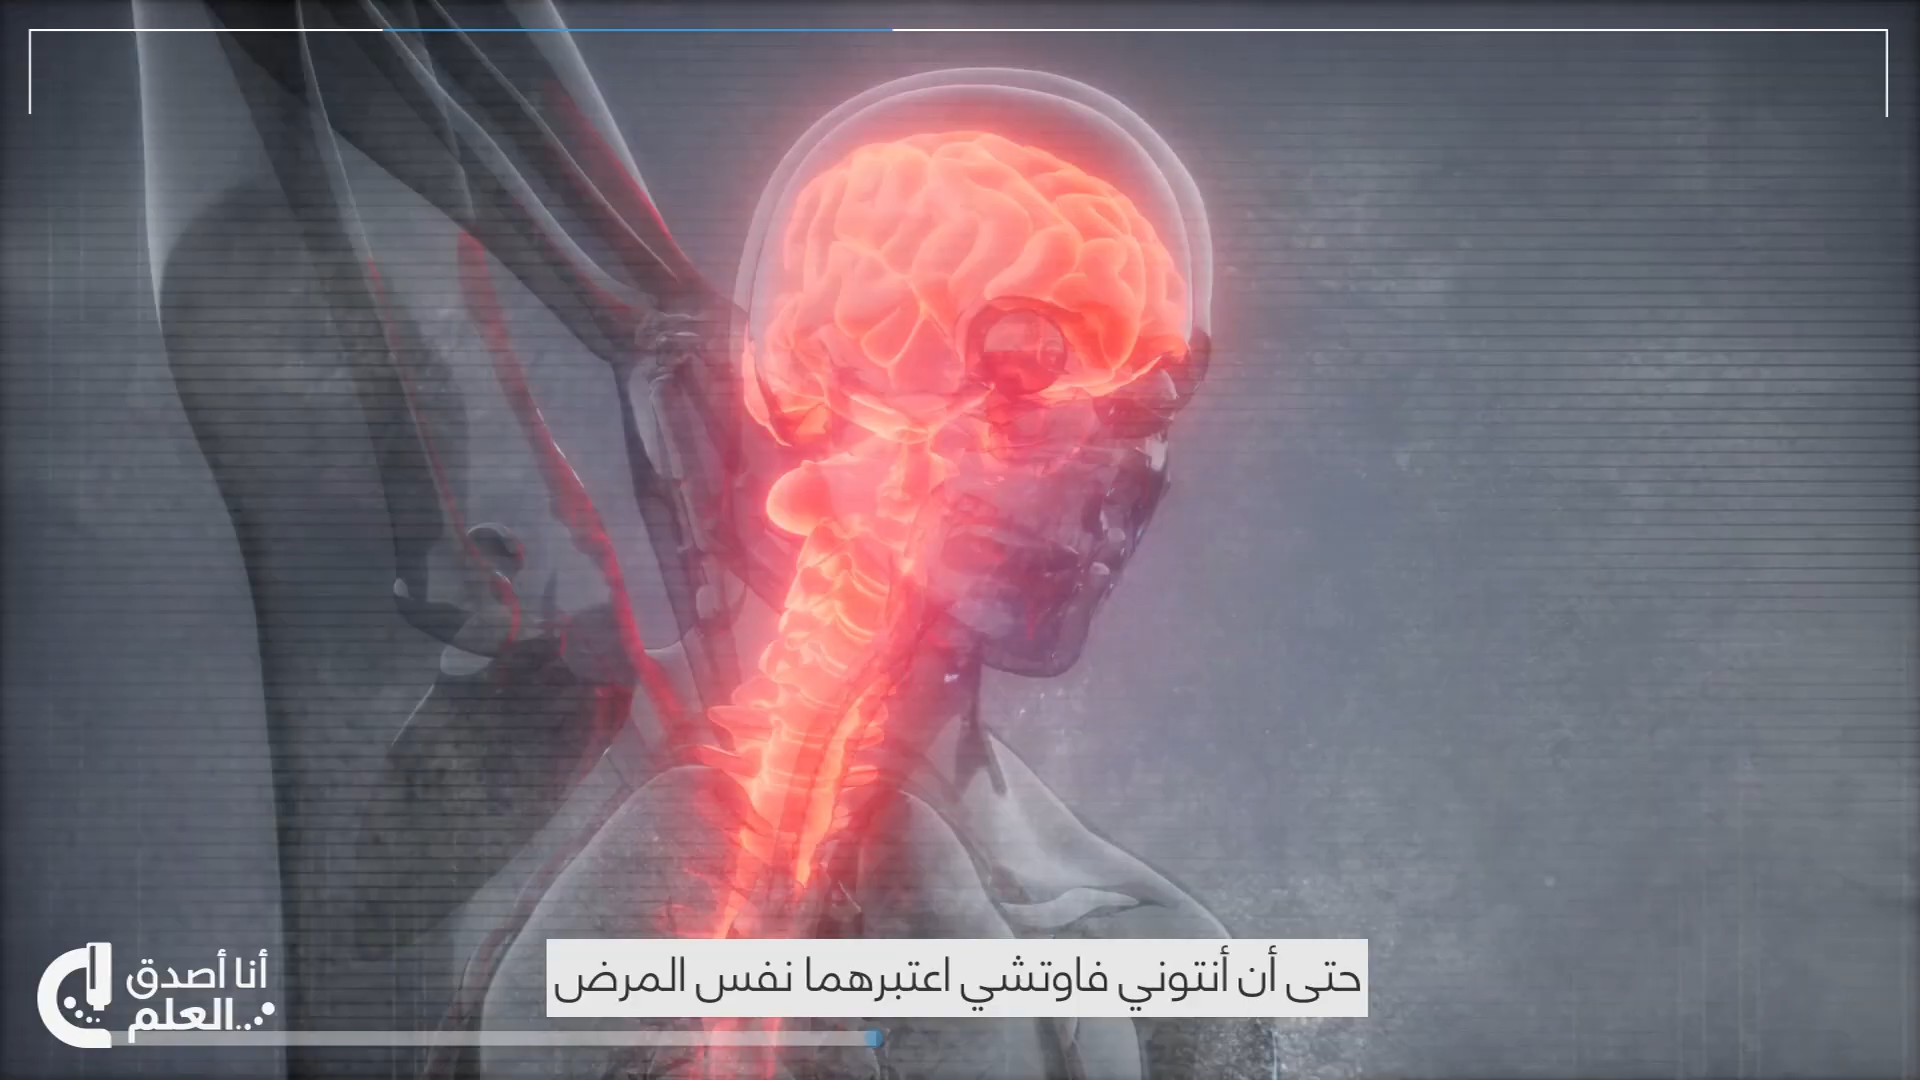 حتى أن أنتوني فاوتشي اعتبرهما نفس المرض
أنا أصدق
العلم..